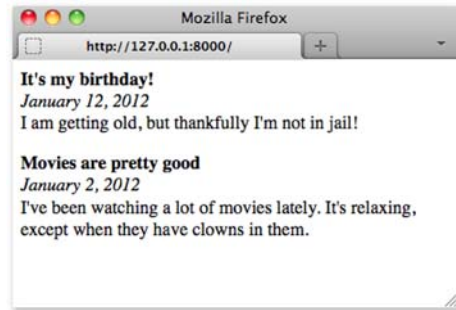 Mozilla Firefox
http://127.0.0.1:8000/
It's my birthday!
January 12, 2012
I am getting old, but thankfully I'm not in jail!
Movies are pretty good
January 2, 2012
I've been watching a lot of movies lately. It's relaxing,
except when they have clowns in them.